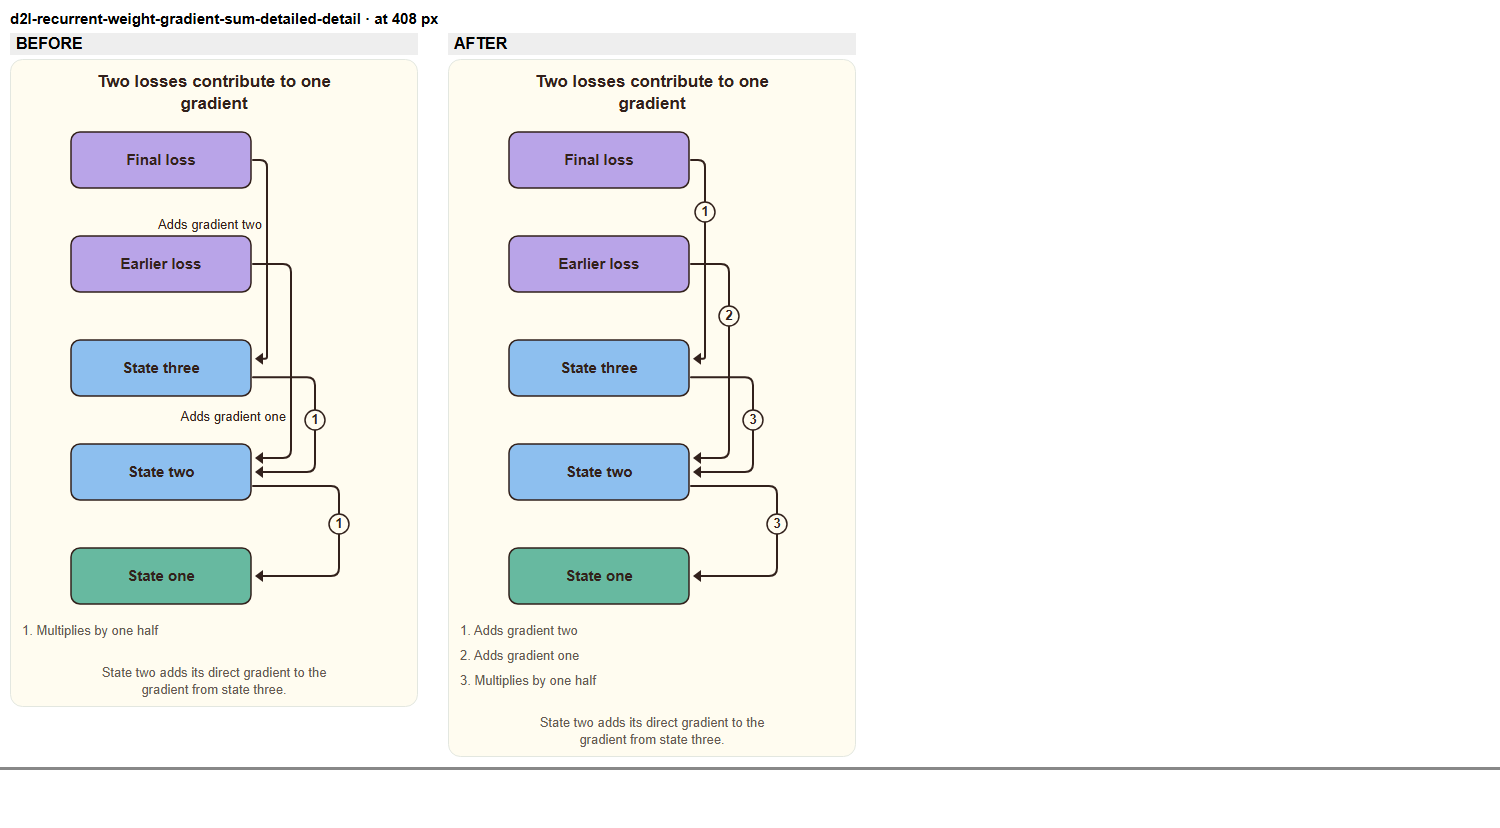 d2l-recurrent-weight-gradient-sum-detailed-detail · at 408 px
BEFORE
Two losses contribute to one
gradient
Final loss
Adds gradient two
Earlier loss
State three
Adds gradient one
1
State two
1
State one
1. Multiplies by one half
State two adds its direct gradient to the
gradient from state three.
AFTER
Two losses contribute to one
gradient
Final loss
1
Earlier loss
2
State three
3
State two
3
State one
1. Adds gradient two
2. Adds gradient one
3. Multiplies by one half
State two adds its direct gradient to the
gradient from state three.